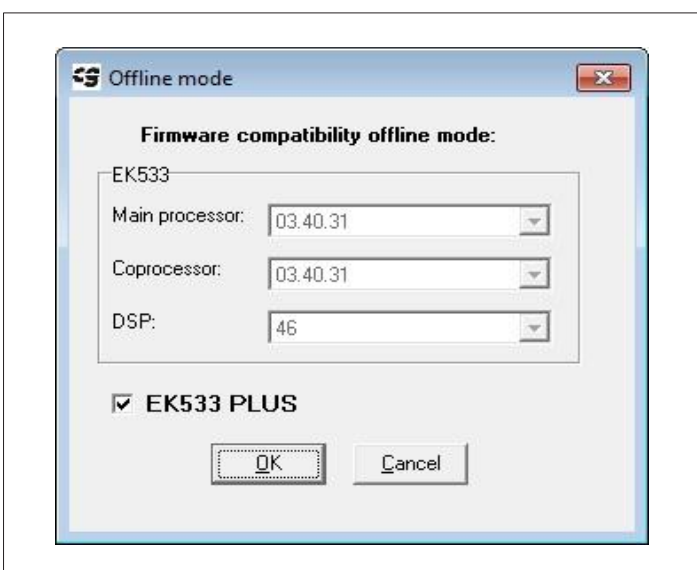 Offline mode
Firmware compatibility offline mode:
EK533
Main processor: 03.40.31
Coprocessor: 03.40.31
DSP: 46
EK533 PLUS
OK Cancel